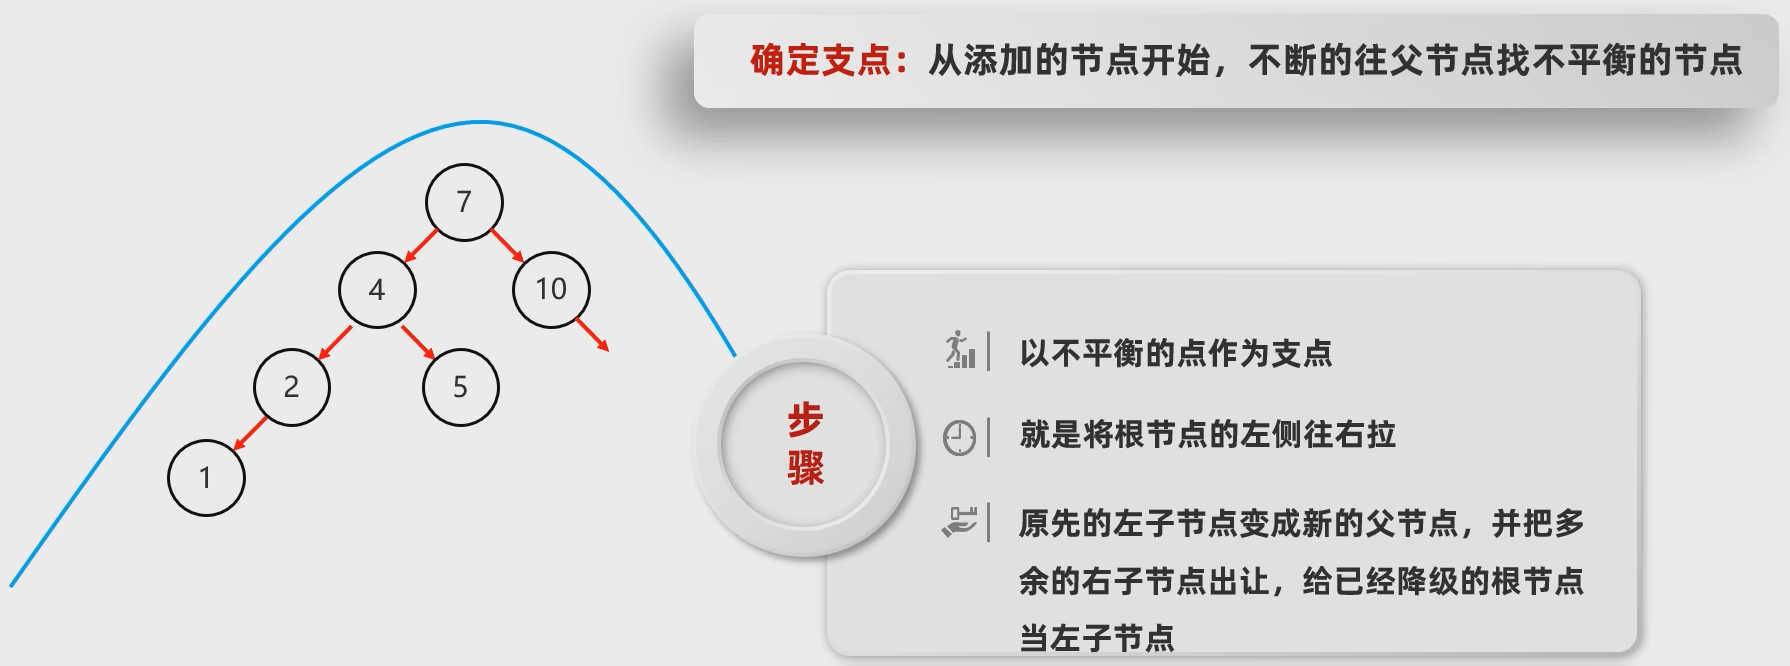 确定支点：从添加的节点开始，不断的往父节点找不平衡的节点
7
4
10
2
5
1
步
骤
以不平衡的点作为支点
就是将根节点的左侧往右拉
原先的左子节点变成新的父节点，并把多
余的右子节点出让，给已经降级的根节点
当左子节点